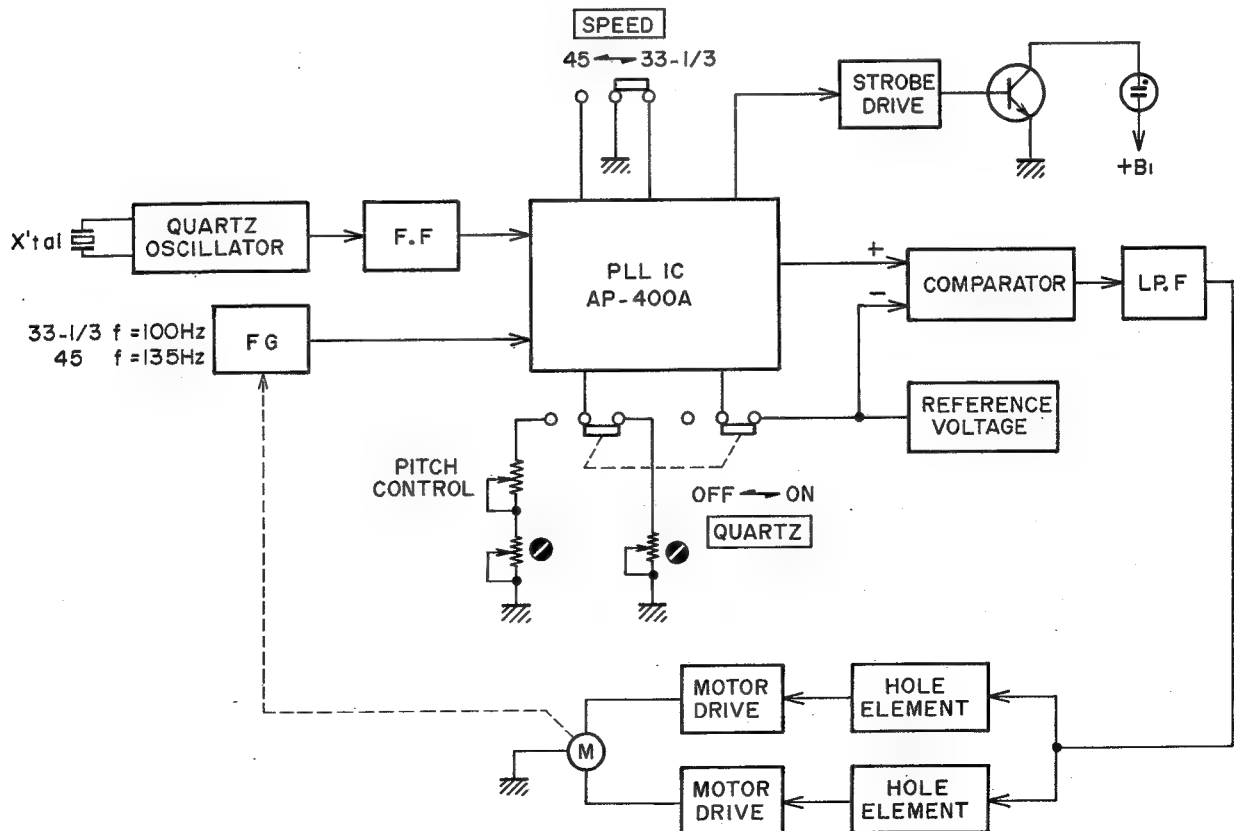 SPEED
45 33-1/3
STROBE
DRIVE
+B1
X'tal
QUARTZ
OSCILLATOR
F.F
PLL IC
AP-400A
+
-
COMPARATOR
L.P.F
33-1/3 f=100Hz
45 f=135Hz
FG
REFERENCE
VOLTAGE
PITCH
CONTROL
OFF ON
QUARTZ
MOTOR
DRIVE
HOLE
ELEMENT
M
MOTOR
DRIVE
HOLE
ELEMENT